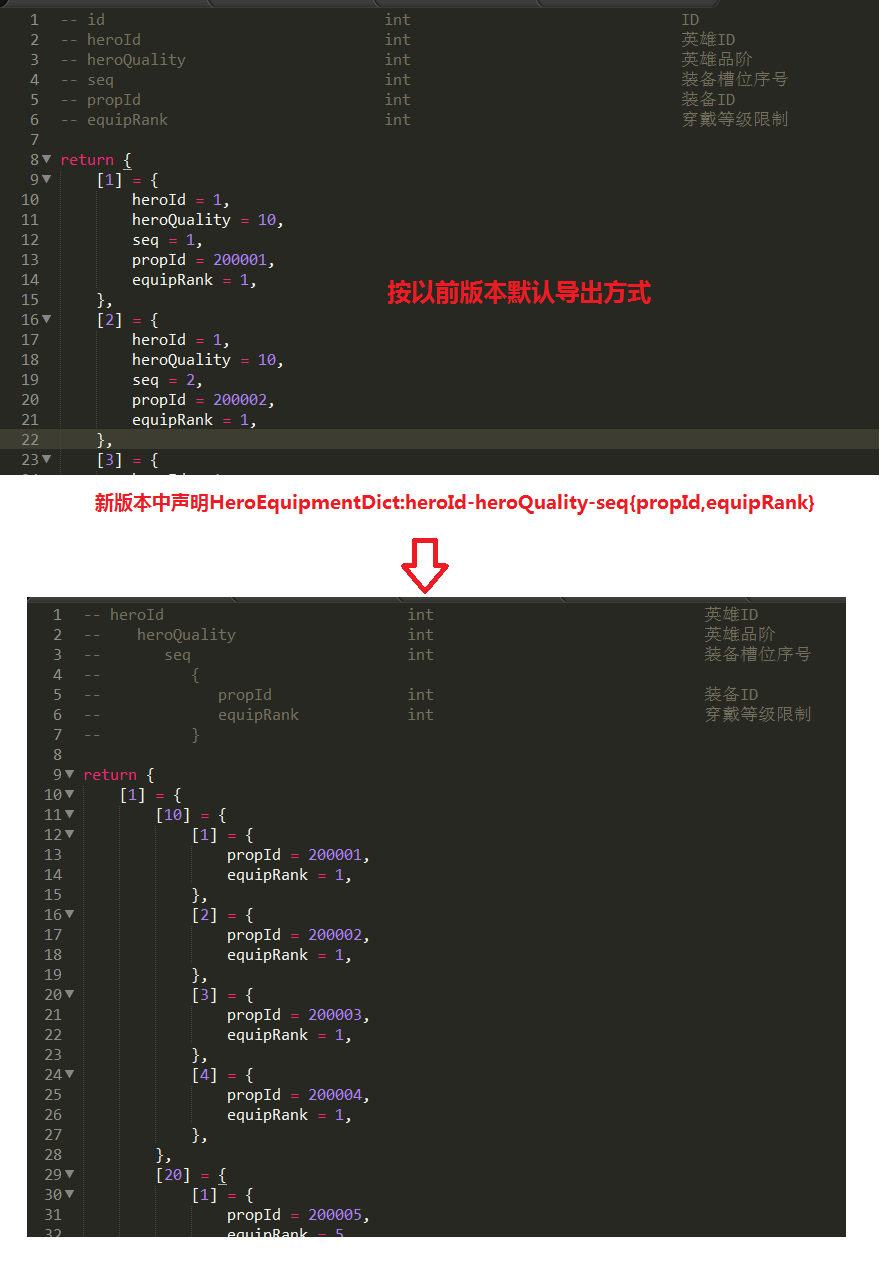 1 -- id int ID
2 -- heroId int 英雄ID
3 -- heroQuality int 英雄品阶
4 -- seq int 装备槽位序号
5 -- propId int 装备ID
6 -- equipRank int 穿戴等级限制
7
8 return {
9 [1] = {
10 heroId = 1,
11 heroQuality = 10,
12 seq = 1,
13 propId = 200001,
14 equipRank = 1,
15 },
16 [2] = {
17 heroId = 1,
18 heroQuality = 10,
19 seq = 2,
20 propId = 200002,
21 equipRank = 1,
22 },
23 [3] = {
按以前版本默认导出方式
新版本中声明HeroEquipmentDict:heroId-heroQuality-seq{propId,equipRank}
1 -- heroId int 英雄ID
2 -- heroQuality int 英雄品阶
3 -- seq int 装备槽位序号
4 -- {
5 -- propId int 装备ID
6 -- equipRank int 穿戴等级限制
7 -- }
8
9 return {
10 [1] = {
11 [10] = {
12 [1] = {
13 propId = 200001,
14 equipRank = 1,
15 },
16 [2] = {
17 propId = 200002,
18 equipRank = 1,
19 },
20 [3] = {
21 propId = 200003,
22 equipRank = 1,
23 },
24 [4] = {
25 propId = 200004,
26 equipRank = 1,
27 },
28 },
29 [20] = {
30 [1] = {
31 propId = 200005,
32 equipRank = 5